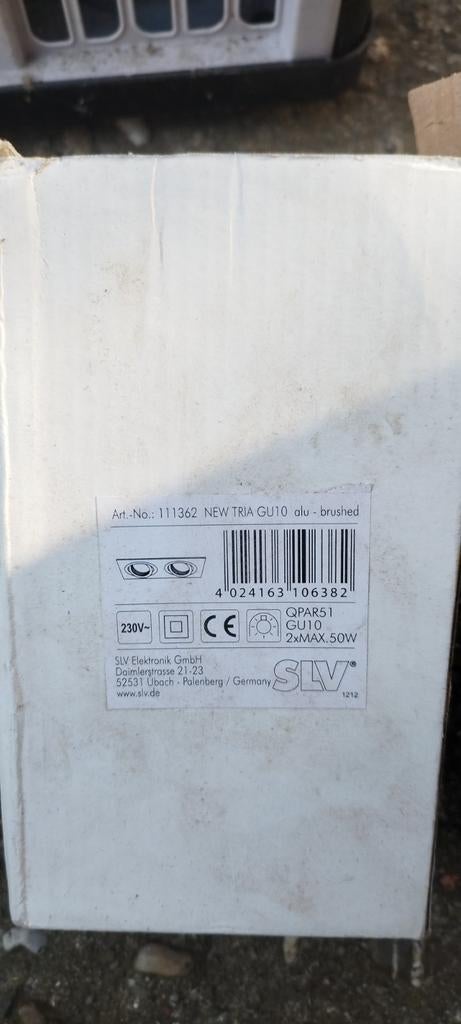 Art.-No.: 111362 NEW TRIA GU10 alu - brushed
4 024163 106382
230V~
CE
QPAR51
GU10
2xMAX.50W
SLV Elektronik GmbH
Daimlerstrasse 21-23
52531 Übach - Palenberg / Germany
www.slv.de
SLV®
1212